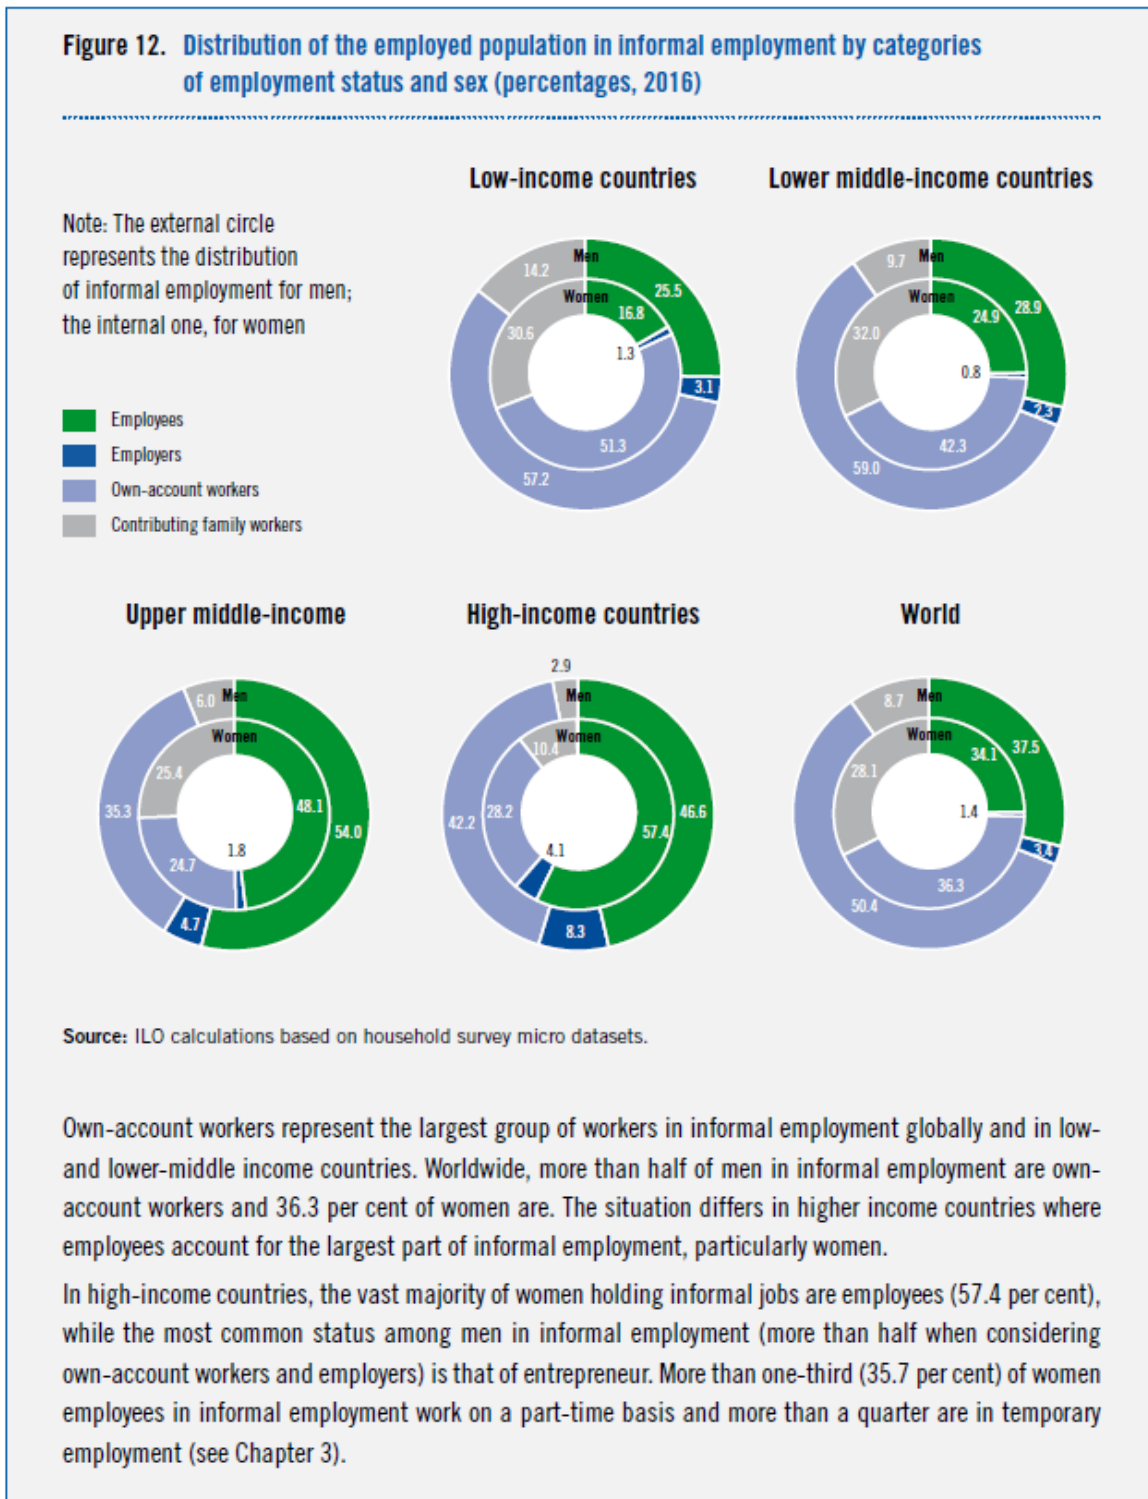 Figure 12. Distribution of the employed population in informal employment by categories
of employment status and sex (percentages, 2016)
Note: The external circle
represents the distribution
of informal employment for men;
the internal one, for women
Employees
Employers
Own-account workers
Contributing family workers
Low-income countries
Men
Women
14.2
25.5
16.8
30.6
1.3
3.1
51.3
57.2
Lower middle-income countries
Men
Women
9.7
28.9
24.9
32.0
0.8
2.3
42.3
59.0
Upper middle-income
Men
Women
6.0
25.4
35.3
48.1
54.0
1.8
24.7
4.7
High-income countries
2.9
Men
Women
10.4
42.2
28.2
46.6
57.4
4.1
8.3
World
Men
Women
8.7
37.5
34.1
28.1
1.4
3.4
36.3
50.4
Source: ILO calculations based on household survey micro datasets.
Own-account workers represent the largest group of workers in informal employment globally and in low-
and lower-middle income countries. Worldwide, more than half of men in informal employment are own-
account workers and 36.3 per cent of women are. The situation differs in higher income countries where
employees account for the largest part of informal employment, particularly women.
In high-income countries, the vast majority of women holding informal jobs are employees (57.4 per cent),
while the most common status among men in informal employment (more than half when considering
own-account workers and employers) is that of entrepreneur. More than one-third (35.7 per cent) of women
employees in informal employment work on a part-time basis and more than a quarter are in temporary
employment (see Chapter 3).